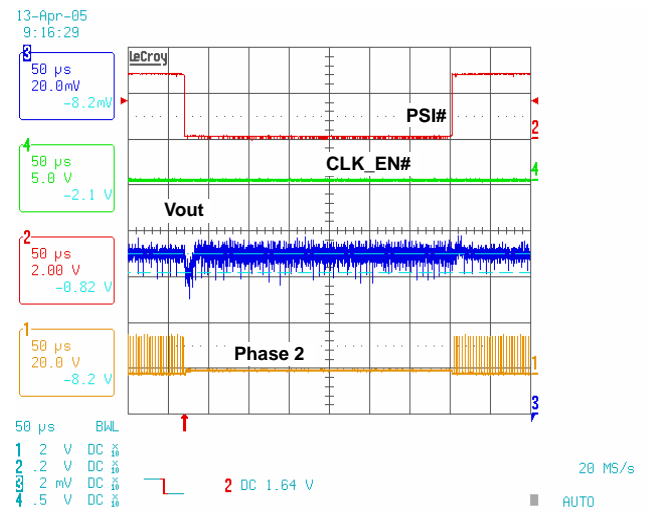 13-Apr-05
9:16:29
3
50 µs
20.0mV
-8.2mV
4
50 µs
5.0 V
-2.1 V
2
50 µs
2.00 V
-0.82 V
1
50 µs
20.0 V
-8.2 V
LeCroy
PSI#
2
CLK_EN#
4
Vout
Phase 2
1
3
50 µs BWL
1 2 V DC x10
2 .2 V DC x10
3 2 mV DC x10
4 .5 V DC x10
2 DC 1.64 V
20 MS/s
AUTO